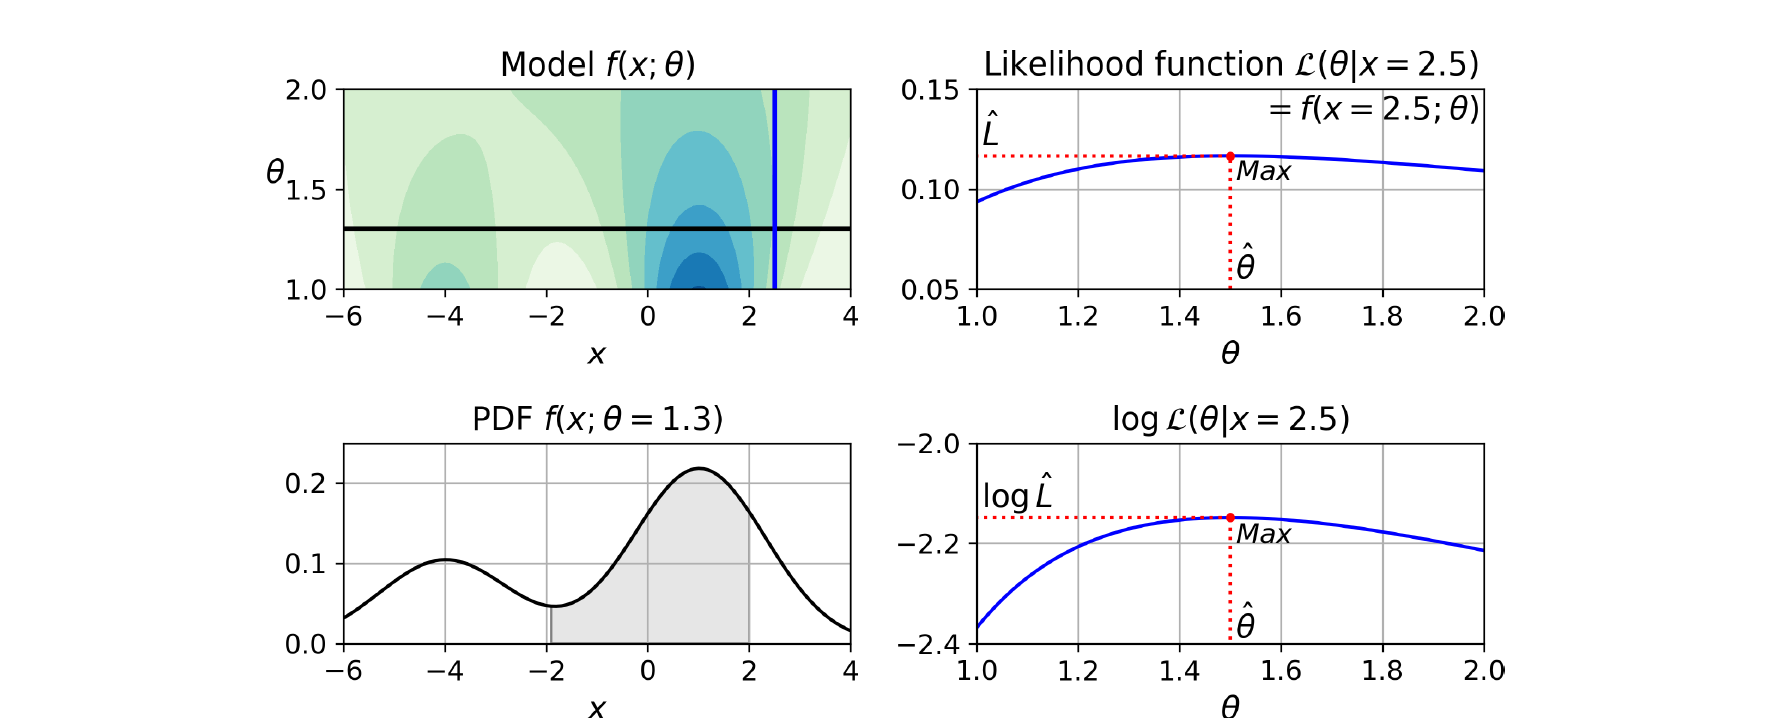 Model f(x; θ)
2.0
θ
1.5
1.0
−6 −4 −2 0 2 4
x
Likelihood function ℒ(θ|x = 2.5)
= f(x = 2.5; θ)
0.15
L̂
Max
0.10
θ̂
0.05
1.0 1.2 1.4 1.6 1.8 2.0
θ
PDF f(x; θ = 1.3)
0.2
0.1
0.0
−6 −4 −2 0 2 4
x
log ℒ(θ|x = 2.5)
−2.0
log L̂
Max
−2.2
θ̂
−2.4
1.0 1.2 1.4 1.6 1.8 2.0
θ